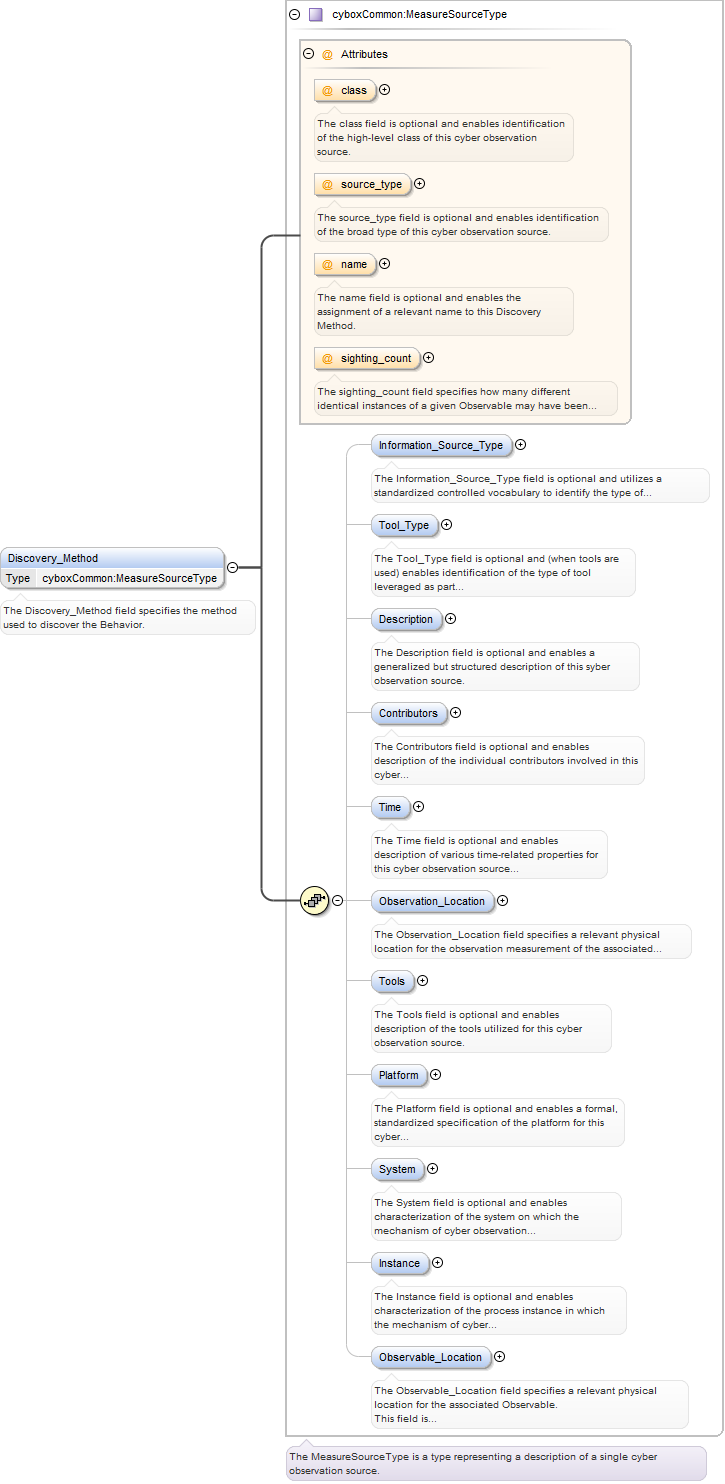 cyboxCommon:MeasureSourceType
@ Attributes
@ class
The class field is optional and enables identification
of the high-level class of this cyber observation
source.
@ source_type
The source_type field is optional and enables identification
of the broad type of this cyber observation source.
@ name
The name field is optional and enables the
assignment of a relevant name to this Discovery
Method.
@ sighting_count
The sighting_count field specifies how many different
identical instances of a given Observable may have been...
Information_Source_Type
The Information_Source_Type field is optional and utilizes a
standardized controlled vocabulary to identify the type of...
Tool_Type
The Tool_Type field is optional and (when tools are
used) enables identification of the type of tool
leveraged as part...
Discovery_Method
Type cyboxCommon:MeasureSourceType
The Discovery_Method field specifies the method
used to discover the Behavior.
Description
The Description field is optional and enables a
generalized but structured description of this syber
observation source.
Contributors
The Contributors field is optional and enables
description of the individual contributors involved in this
cyber...
Time
The Time field is optional and enables
description of various time-related properties for
this cyber observation source...
Observation_Location
The Observation_Location field specifies a relevant physical
location for the observation measurement of the associated...
Tools
The Tools field is optional and enables
description of the tools utilized for this cyber
observation source.
Platform
The Platform field is optional and enables a formal,
standardized specification of the platform for this
cyber...
System
The System field is optional and enables
characterization of the system on which the
mechanism of cyber observation...
Instance
The Instance field is optional and enables
characterization of the process instance in which
the mechanism of cyber...
Observable_Location
The Observable_Location field specifies a relevant physical
location for the associated Observable.
This field is...
The MeasureSourceType is a type representing a description of a single cyber
observation source.